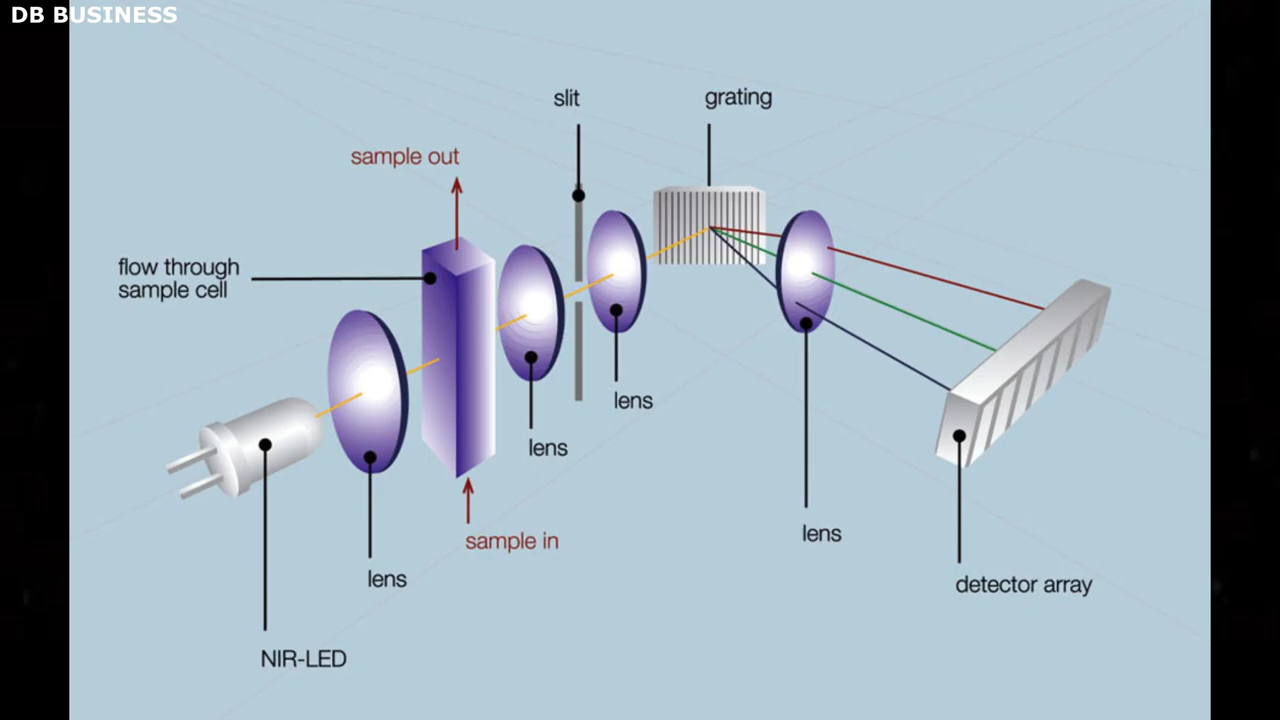 DB BUSINESS
slit
grating
sample out
flow through
sample cell
lens
lens
lens
sample in
lens
detector array
NIR-LED